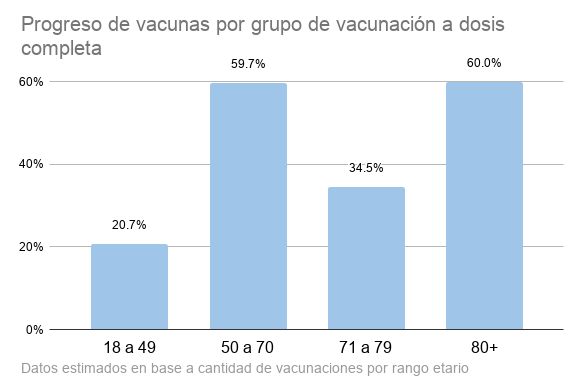 Progreso de vacunas por grupo de vacunación a dosis
completa
60%
40%
20%
0%
20.7%
59.7%
34.5%
60.0%
18 a 49
50 a 70
71 a 79
80+
Datos estimados en base a cantidad de vacunaciones por rango etario